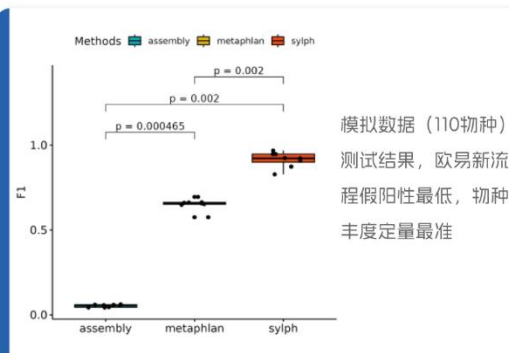 Methods assembly metaphlan sylph
p = 0.002
p = 0.002
p = 0.000465
1.0
0.5
0.0
F1
assembly metaphlan sylph
模拟数据（110物种）
测试结果，欧易新流
程假阳性最低，物种
丰度定量最准